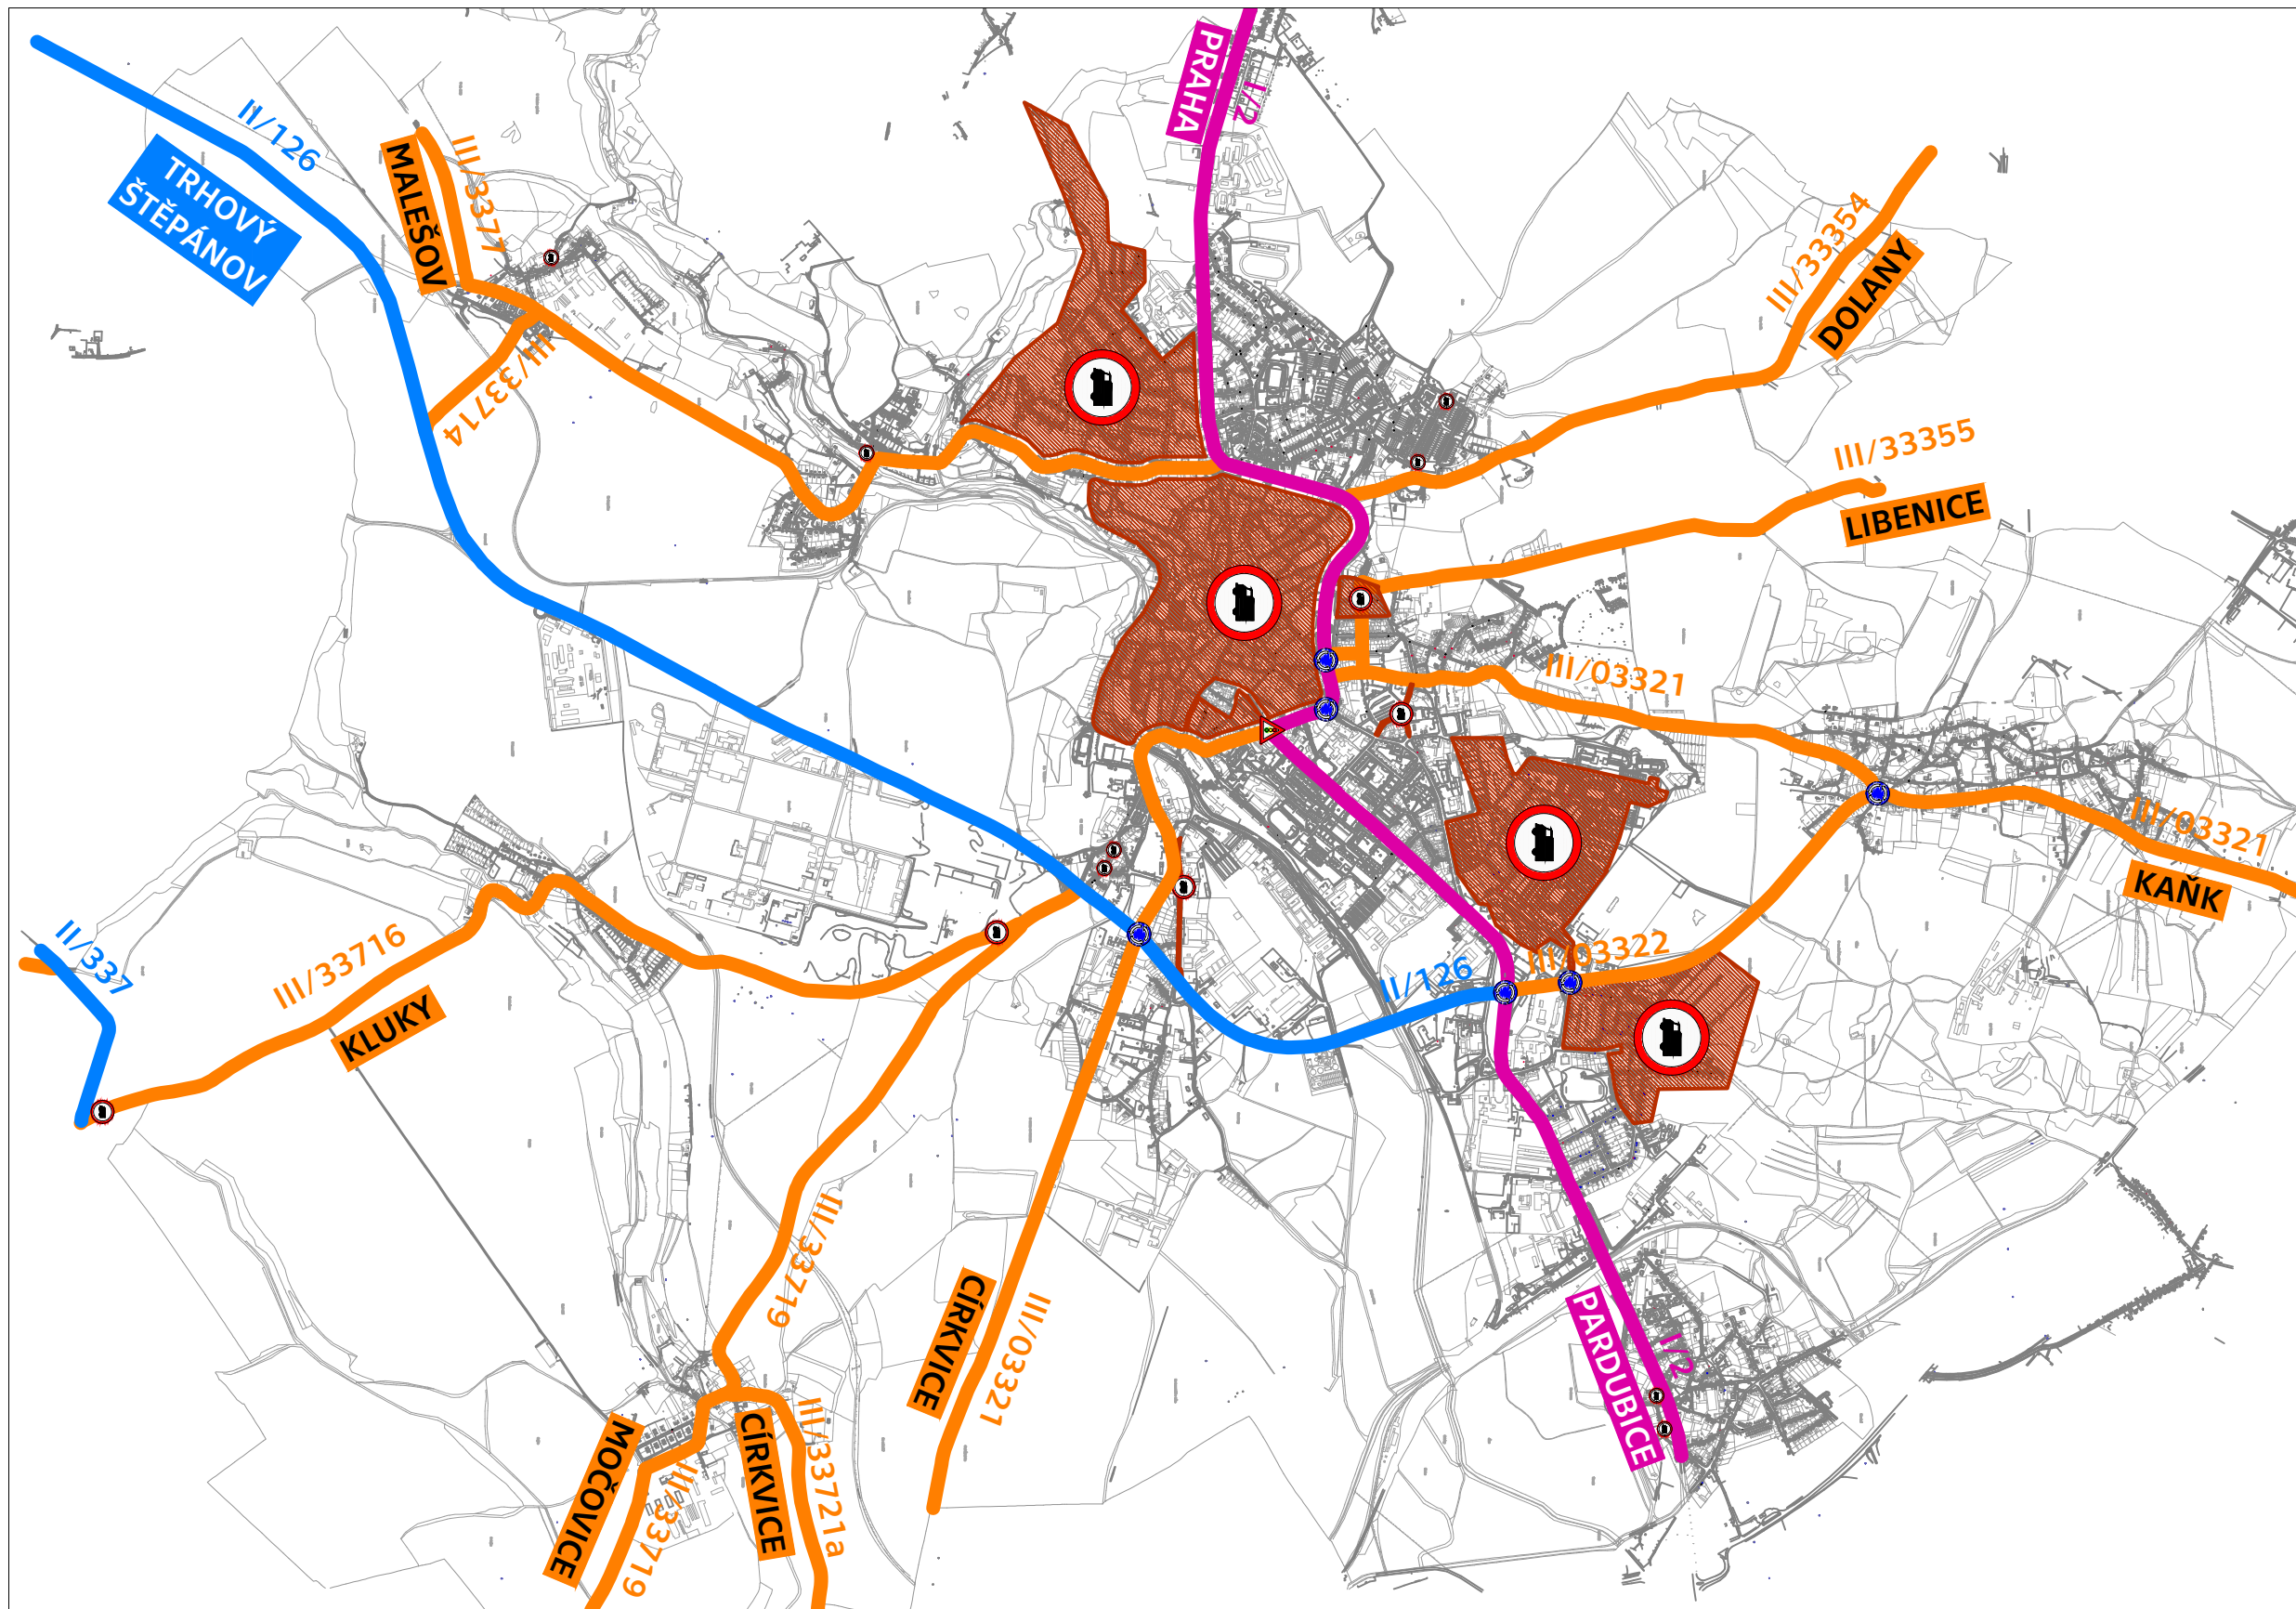 PRAHA
I/2
II/126
TRHOVÝ
ŠTĚPÁNOV
MALEŠOV
III/3377
III/33714
III/33354
DOLANY
III/33355
LIBENICE
III/03321
III/03321
KAŇK
II/337
III/33716
KLUKY
II/126
III/03322
III/33719
CÍRKVICE
III/03321
PARDUBICE
I/2
MOČOVICE
III/33719
CÍRKVICE
III/33721a